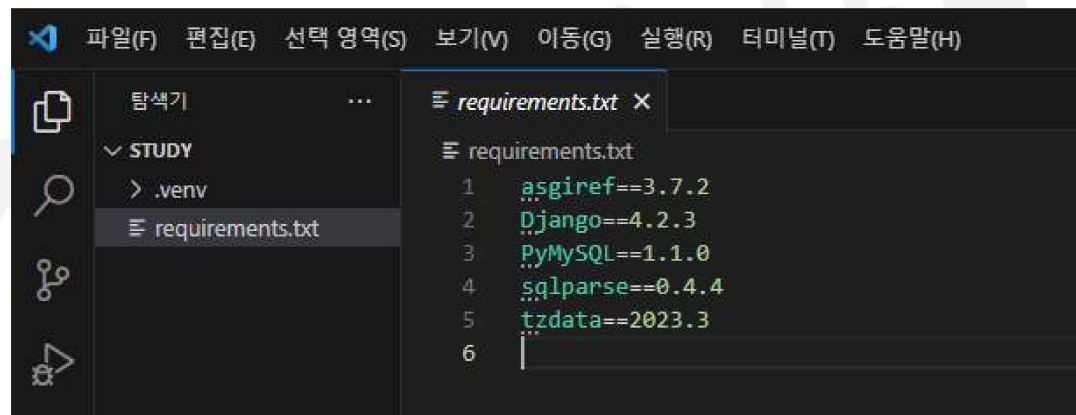 파일(F) 편집(E) 선택 영역(S) 보기(V) 이동(G) 실행(R) 터미널(T) 도움말(H)
탐색기 ...
STUDY
.venv
requirements.txt
requirements.txt
requirements.txt
1 asgiref==3.7.2
2 Django==4.2.3
3 PyMySQL==1.1.0
4 sqlparse==0.4.4
5 tzdata==2023.3
6